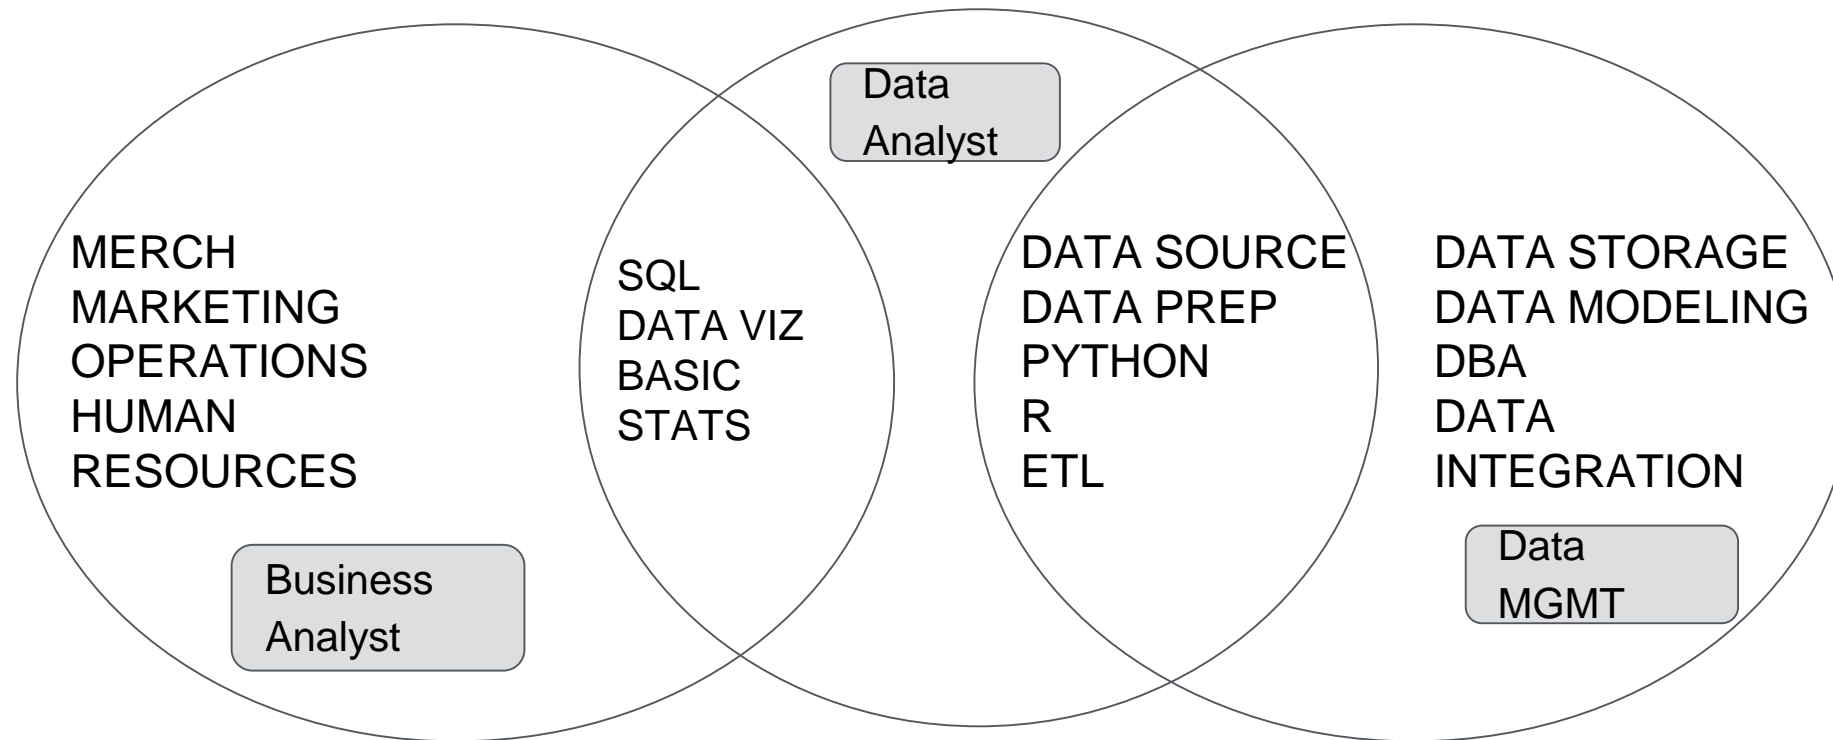 Data
Analyst
MERCH
MARKETING
OPERATIONS
HUMAN
RESOURCES
SQL
DATA VIZ
BASIC
STATS
DATA SOURCE
DATA PREP
PYTHON
R
ETL
DATA STORAGE
DATA MODELING
DBA
DATA
INTEGRATION
Business
Analyst
Data
MGMT